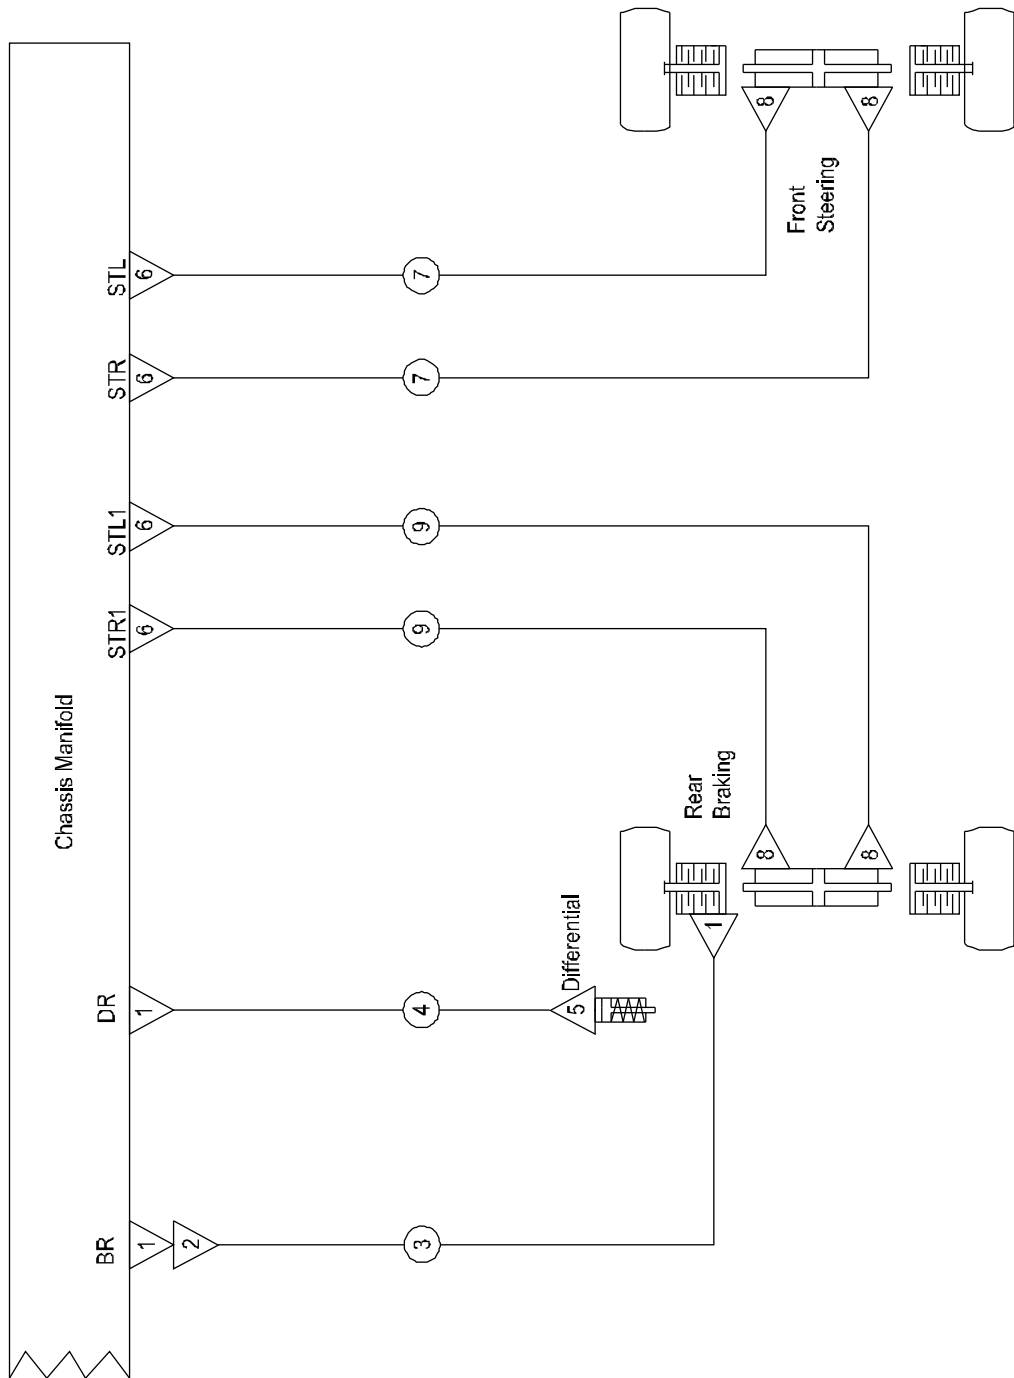 Chassis Manifold
BR
DR
STR1
STL1
STR
STL
1
1
6
6
6
6
2
3
4
9
9
7
7
5
Differential
1
Rear
Braking
8
8
Front
Steering
8
8